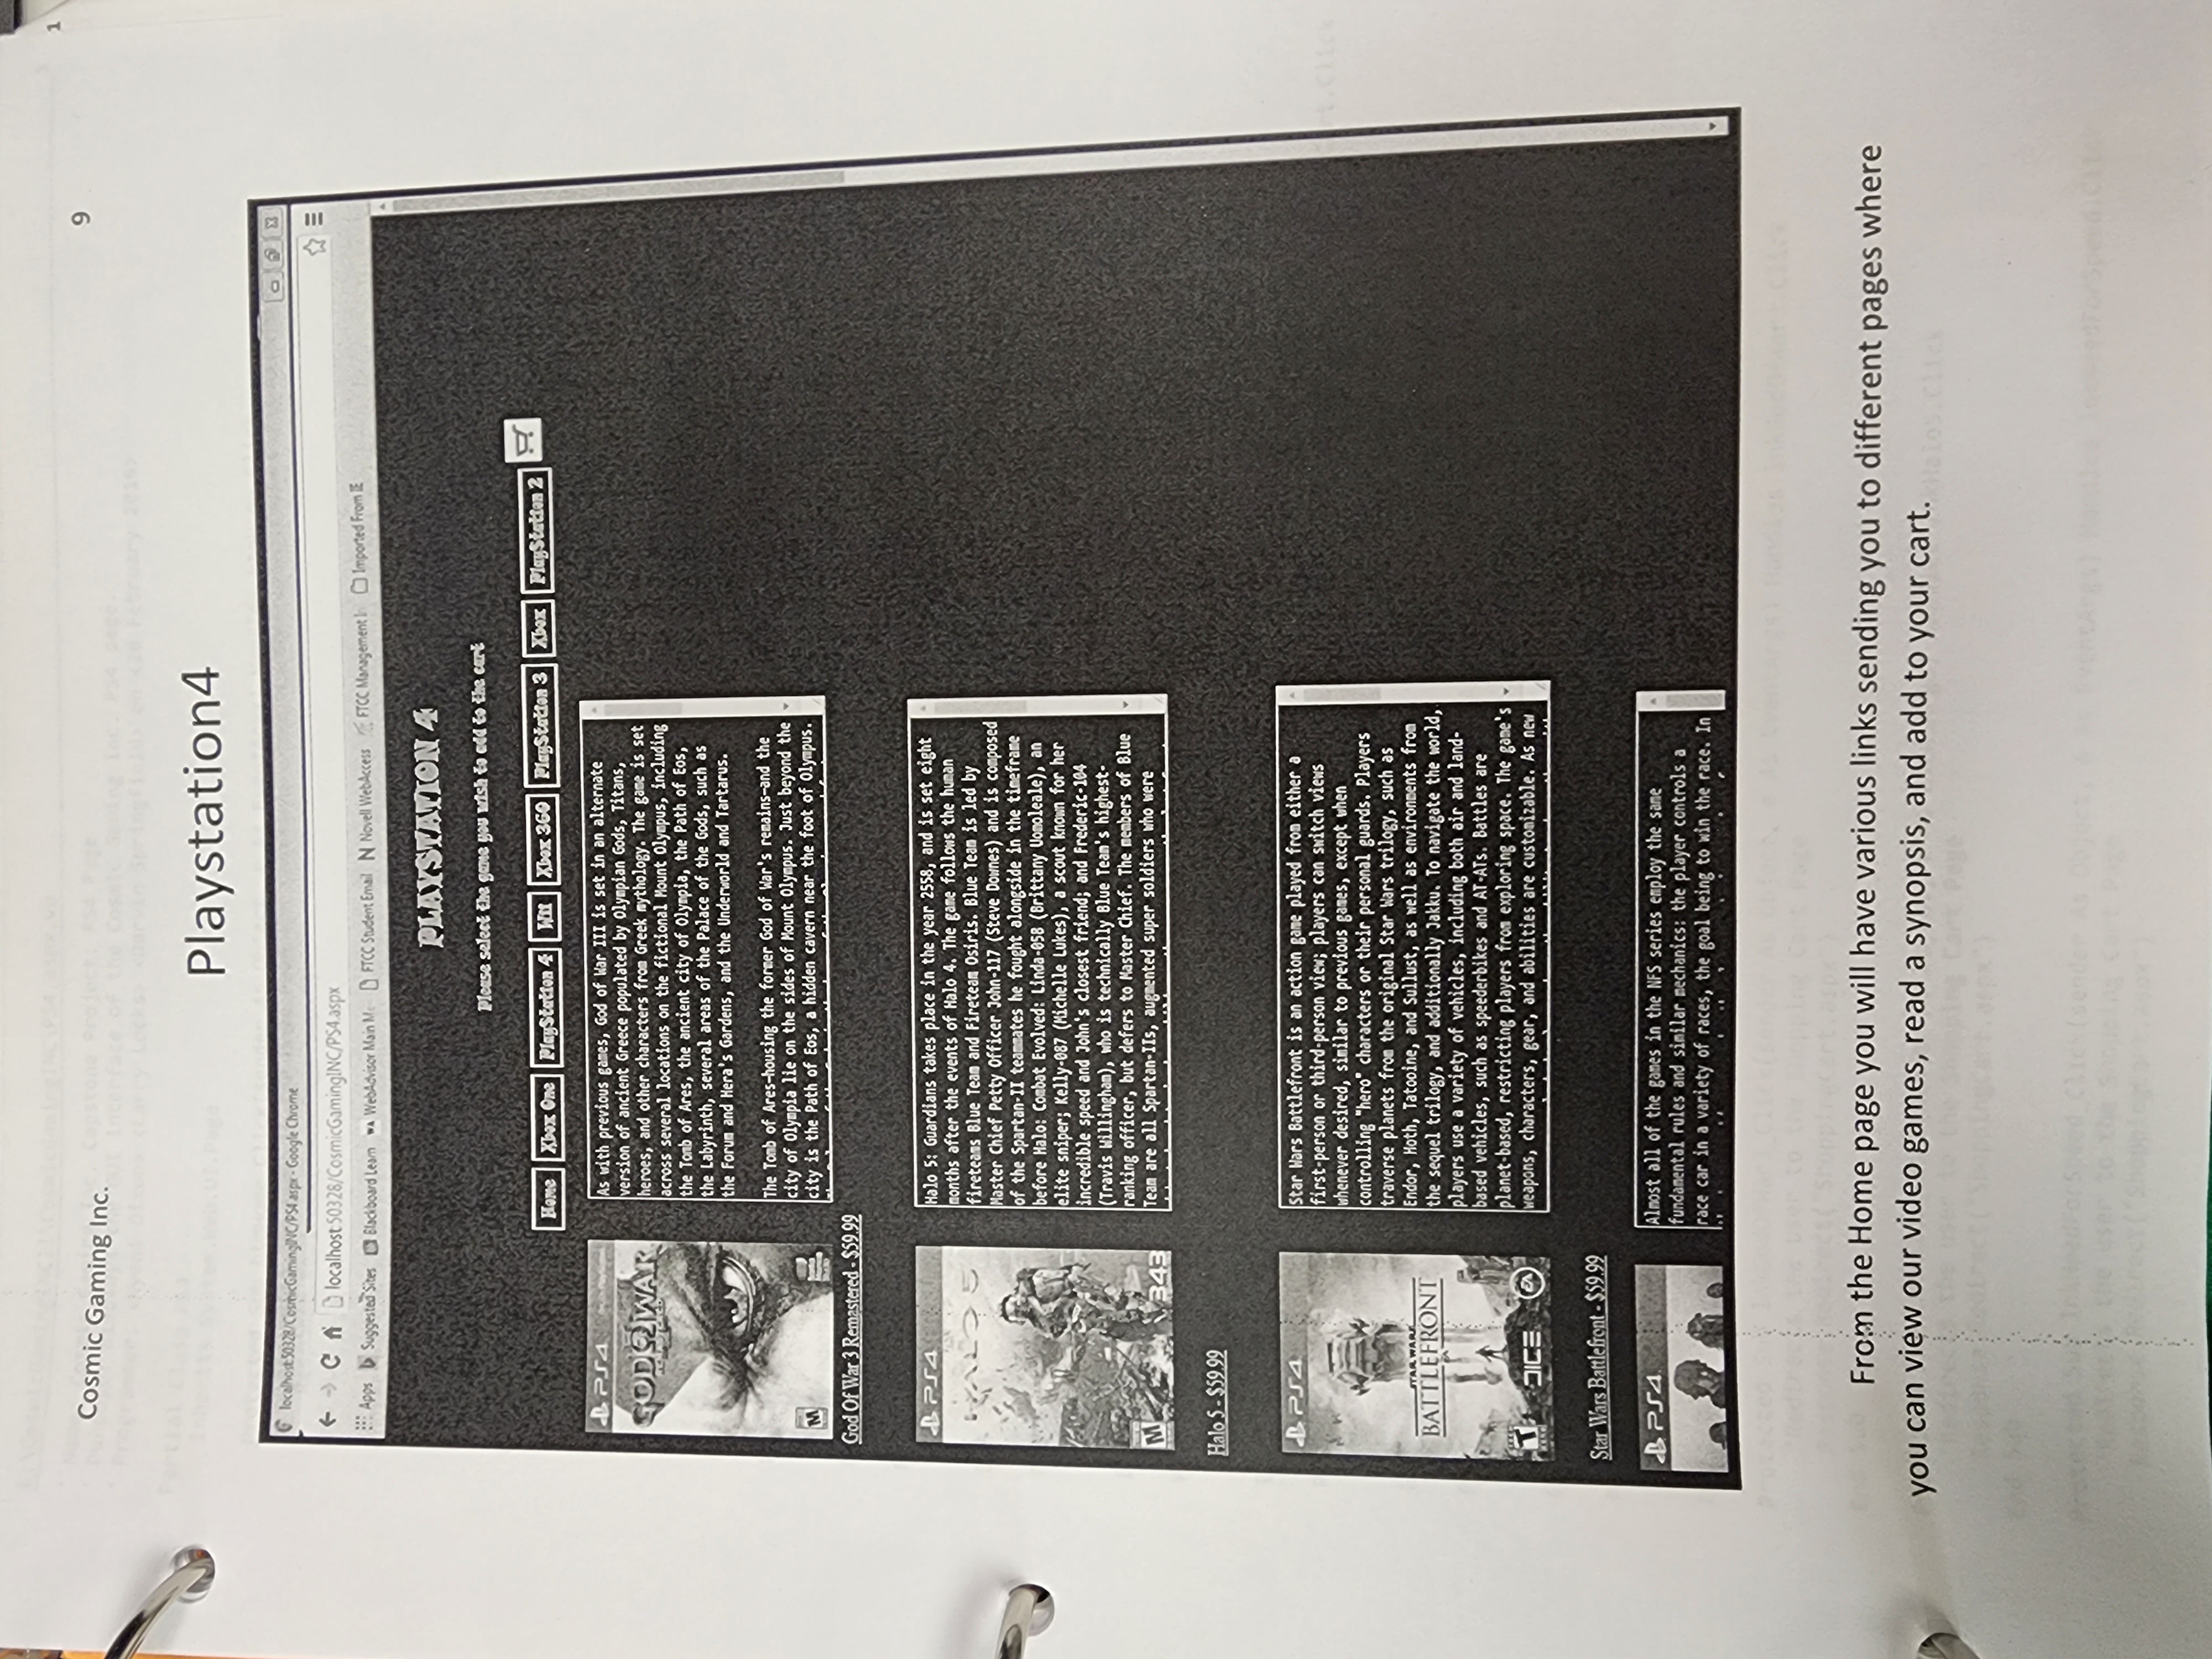 1
Cosmic Gaming Inc. 9
Playstation4
localhost:50328/CosmicGamingINC/PS4.aspx - Google Chrome
localhost:50328/CosmicGamingINC/PS4.aspx
Apps Suggested Sites Blackboard Learn WA WebAdvisor Main M FTCC Student Email N Novell WebAccess FTCC Management I Imported From IE
PLAYSTATION 4
Please select the game you wish to add to the cart
Home Xbox One PlayStation 4 Wii Xbox 360 PlayStation 3 Xbox PlayStation 2
PS4
GOD OF WAR
REMASTERED
M
As with previous games, God of War III is set in an alternate
version of ancient Greece populated by Olympian Gods, Titans,
heroes, and other characters from Greek mythology. The game is set
across several locations on the fictional Mount Olympus, including
the Tomb of Ares, the ancient city of Olympia, the Path of Eos,
the Labyrinth, several areas of the Palace of the Gods, such as
the Forum and Hera's Gardens, and the Underworld and Tartarus.
The Tomb of Ares—housing the former God of War's remains—and the
city of Olympia lie on the sides of Mount Olympus. Just beyond the
city is the Path of Eos, a hidden cavern near the foot of Olympus.
God Of War 3 Remastered - $59.99
PS4
HALO 5
M
343
Halo 5: Guardians takes place in the year 2558, and is set eight
months after the events of Halo 4. The game follows the human
fireteams Blue Team and Fireteam Osiris. Blue Team is led by
Master Chief Petty Officer John-117 (Steve Downes) and is composed
of the Spartan-II teammates he fought alongside in the timeframe
before Halo: Combat Evolved: Linda-058 (Brittany Uomoleale), an
elite sniper; Kelly-087 (Michelle Lukes), a scout known for her
incredible speed and John's closest friend; and Frederic-104
(Travis Willingham), who is technically Blue Team's highest-
ranking officer, but defers to Master Chief. The members of Blue
Team are all Spartan-IIs, augmented super soldiers who were
Halo 5 - $59.99
PS4
STAR WARS
BATTLEFRONT
T
DICE
EA
Star Wars Battlefront is an action game played from either a
first-person or third-person view; players can switch views
whenever desired, similar to previous games, except when
controlling "hero" characters or their personal guards. Players
traverse planets from the original Star Wars trilogy, such as
Endor, Hoth, Tatooine, and Sullust, as well as environments from
the sequel trilogy, and additionally Jakku. To navigate the world,
players use a variety of vehicles, including both air and land-
based vehicles, such as speederbikes and AT-ATs. Battles are
planet-based, restricting players from exploring space. The game's
weapons, characters, gear, and abilities are customizable. As new
Star Wars Battlefront - $59.99
PS4
Almost all of the games in the NFS series employ the same
fundamental rules and similar mechanics: the player controls a
race car in a variety of races, the goal being to win the race. In
From the Home page you will have various links sending you to different pages where
you can view our video games, read a synopsis, and add to your cart.